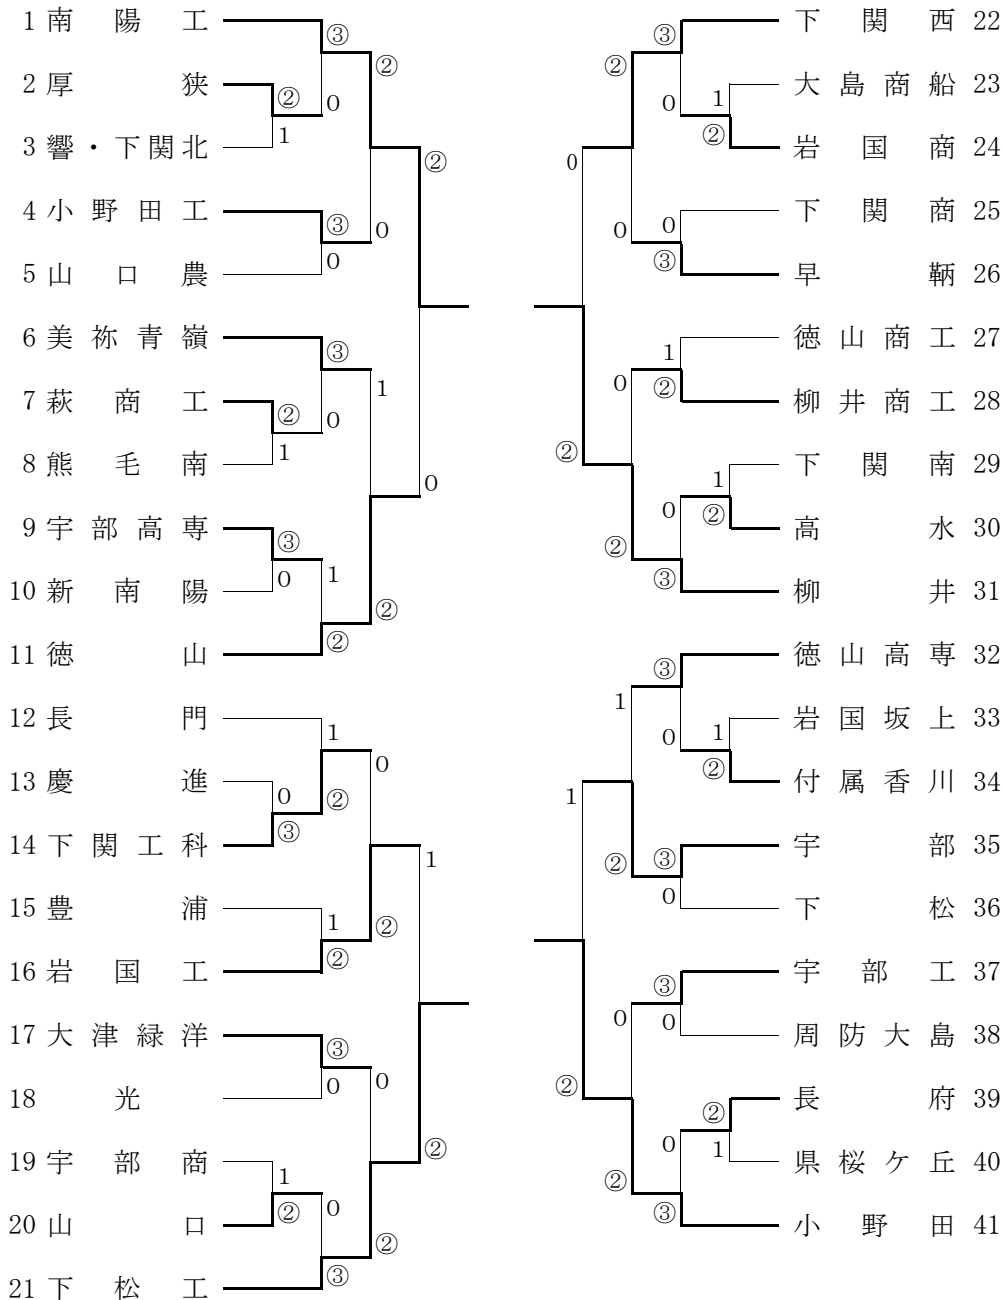 1 南陽工
③
②
2 厚狭
②
0
1
3 響・下関北
②
4 小野田工
③
0
0
5 山口農
6 美祢青嶺
③
1
7 萩商工
②
0
1
8 熊毛南
0
9 宇部高専
③
0
1
10 新南陽
②
②
11 徳山
12 長門
1
0
13 慶進
0
②
③
14 下関工科
1
15 豊浦
1
②
②
16 岩国工
17 大津緑洋
③
0
0
18 光
②
19 宇部商
1
0
②
20 山口
②
③
21 下松工
下関西 22
③
②
大島商船 23
1
0
②
岩国商 24
0
下関商 25
0
0
③
早鞆 26
徳山商工 27
1
0
②
柳井商工 28
②
下関南 29
1
0
②
高水 30
②
③
柳井 31
徳山高専 32
③
1
岩国坂上 33
1
0
②
付属香川 34
1
宇部 35
③
②
0
下松 36
宇部工 37
③
0
0
周防大島 38
②
長府 39
②
0
1
県桜ケ丘 40
②
③
小野田 41